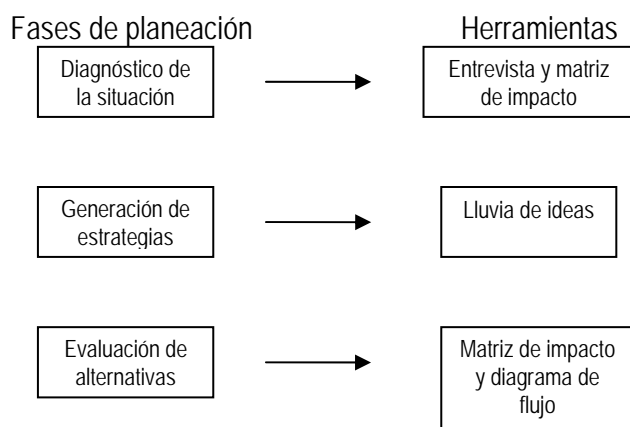 Fases de planeación
Herramientas
Diagnóstico de
la situación
Entrevista y matriz
de impacto
Generación de
estrategias
Lluvia de ideas
Evaluación de
alternativas
Matriz de impacto
y diagrama de
flujo